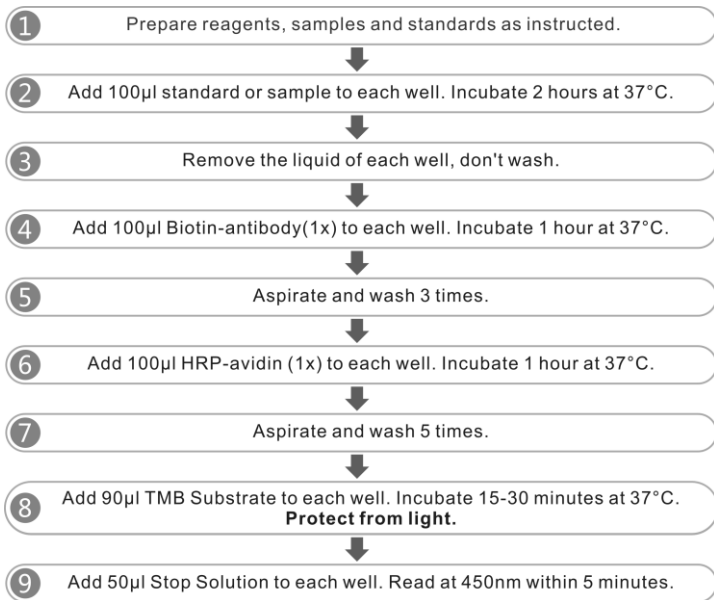 1 Prepare reagents, samples and standards as instructed.
2 Add 100μl standard or sample to each well. Incubate 2 hours at 37°C.
3 Remove the liquid of each well, don't wash.
4 Add 100μl Biotin-antibody(1x) to each well. Incubate 1 hour at 37°C.
5 Aspirate and wash 3 times.
6 Add 100μl HRP-avidin (1x) to each well. Incubate 1 hour at 37°C.
7 Aspirate and wash 5 times.
8 Add 90μl TMB Substrate to each well. Incubate 15-30 minutes at 37°C.
Protect from light.
9 Add 50μl Stop Solution to each well. Read at 450nm within 5 minutes.